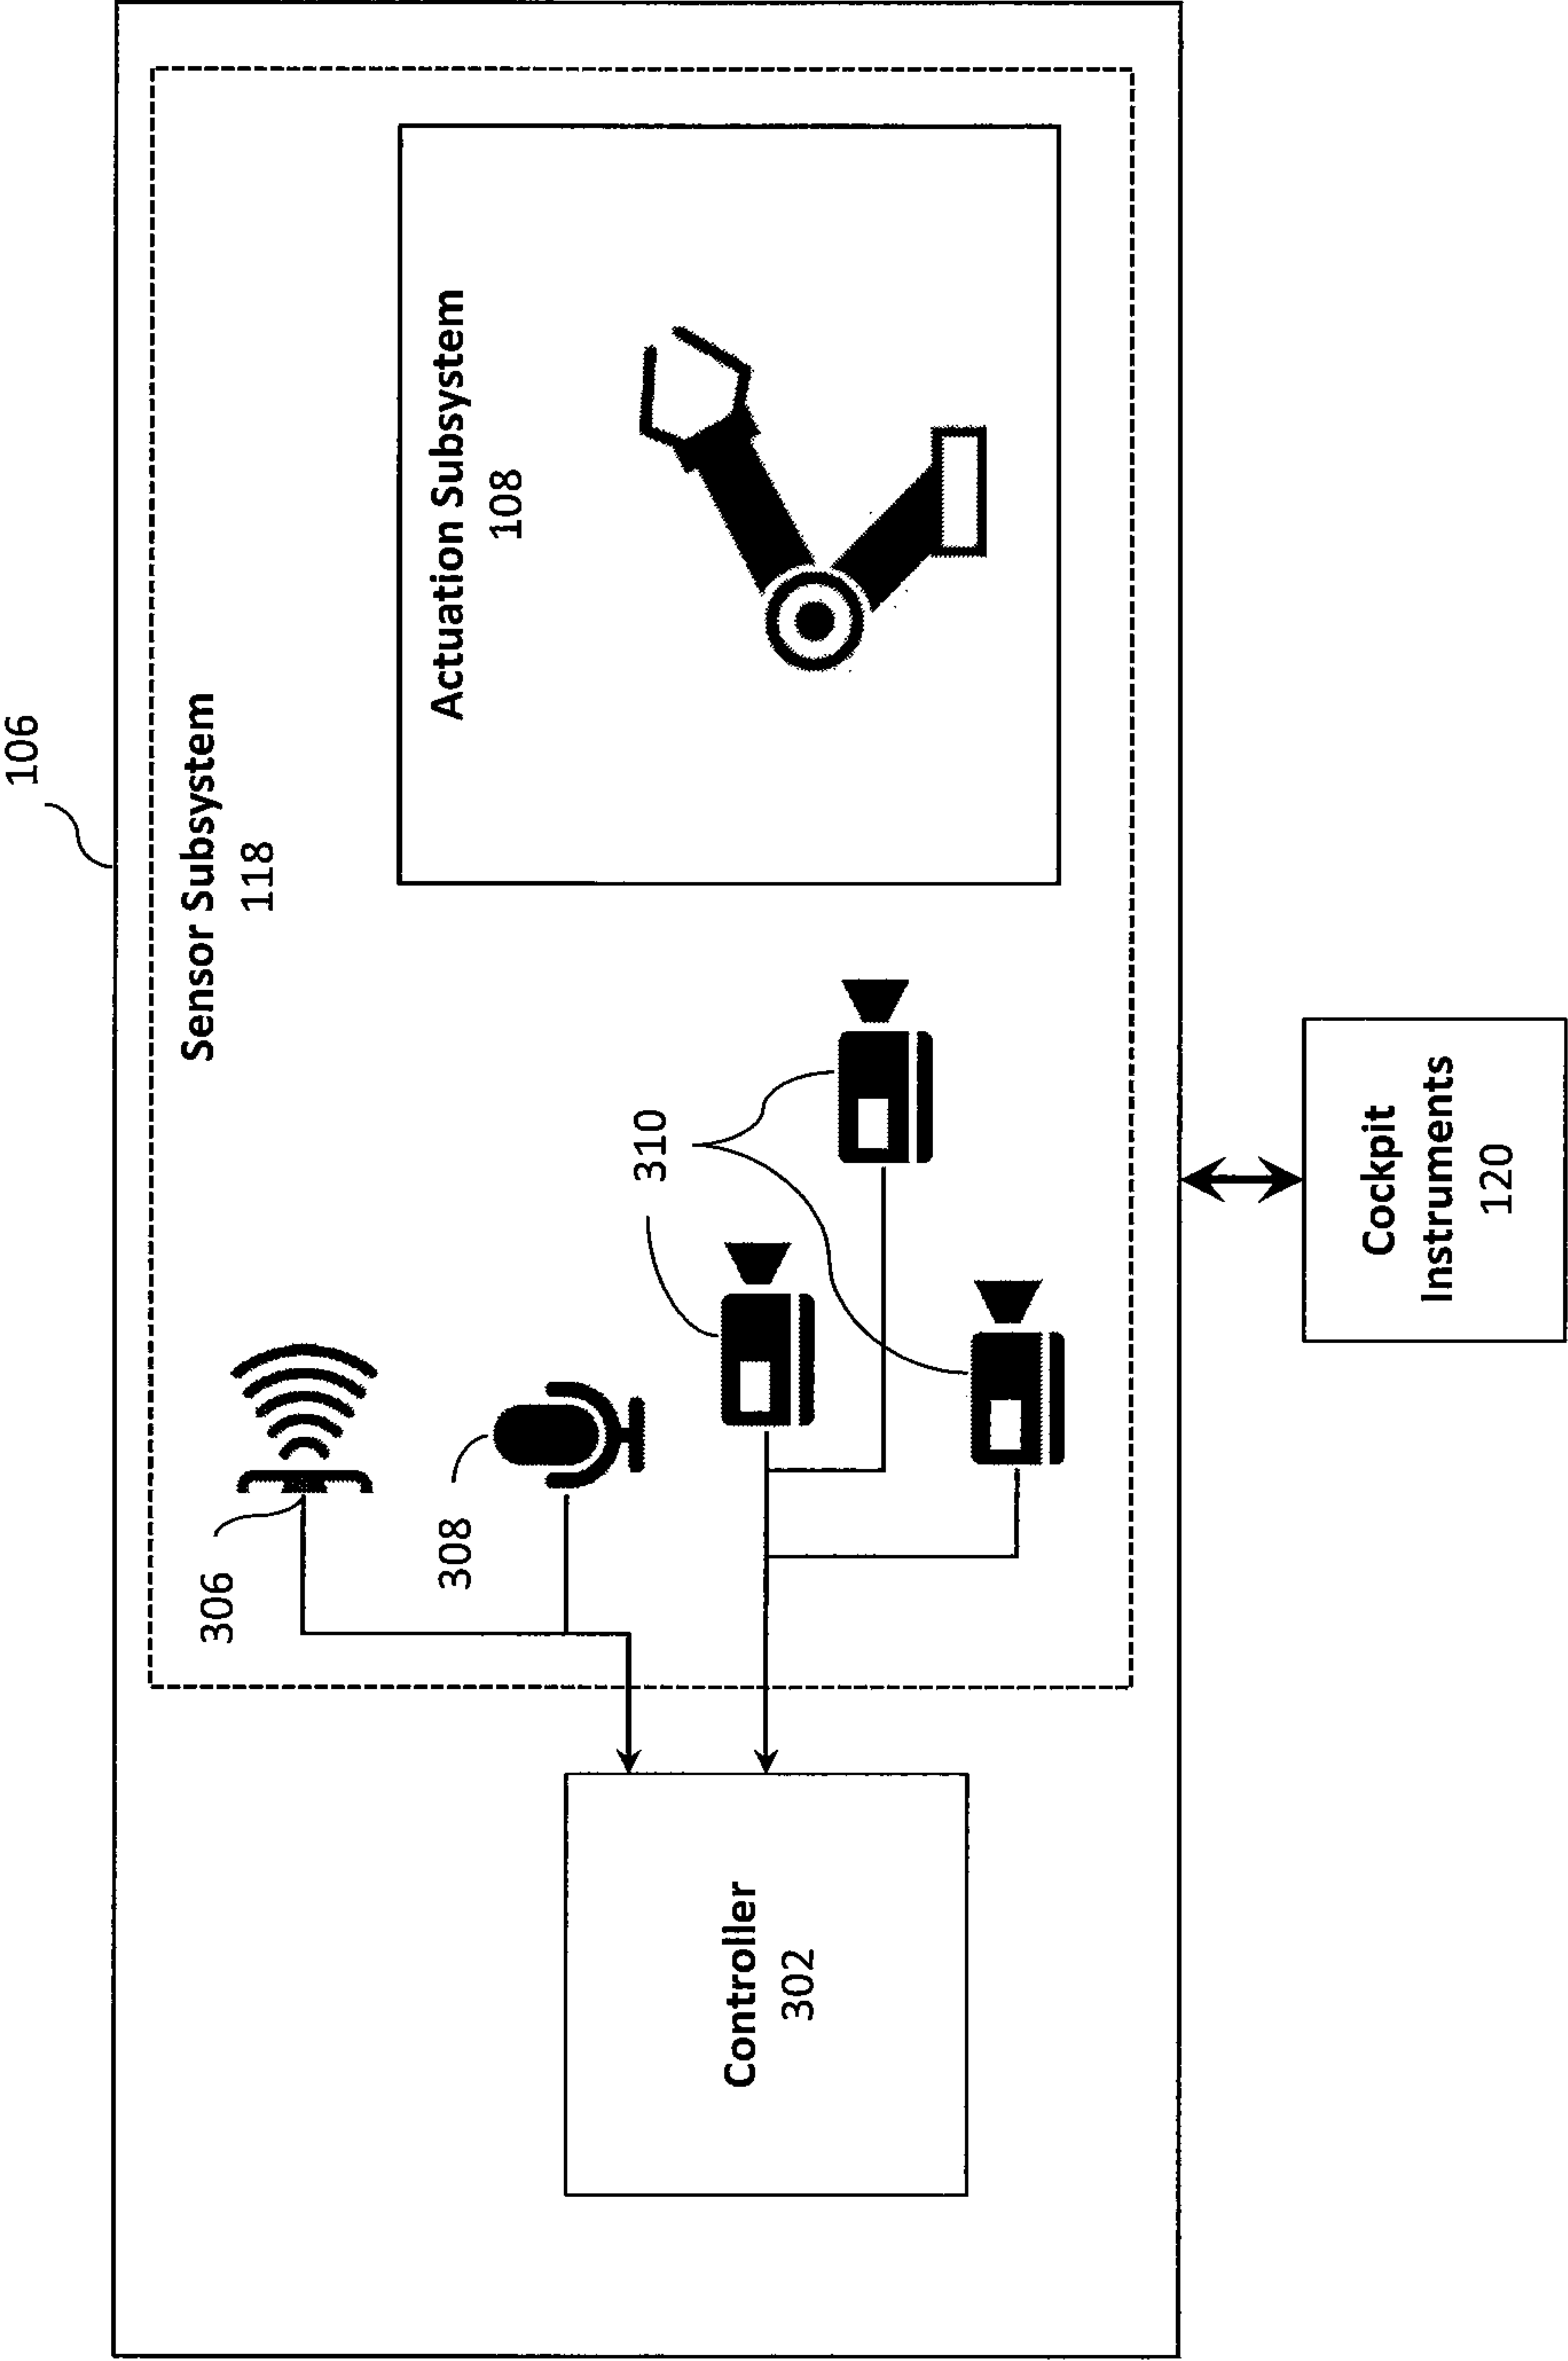 106
Sensor Subsystem
118
Actuation Subsystem
108
306
308
310
Controller
302
Cockpit
Instruments
120